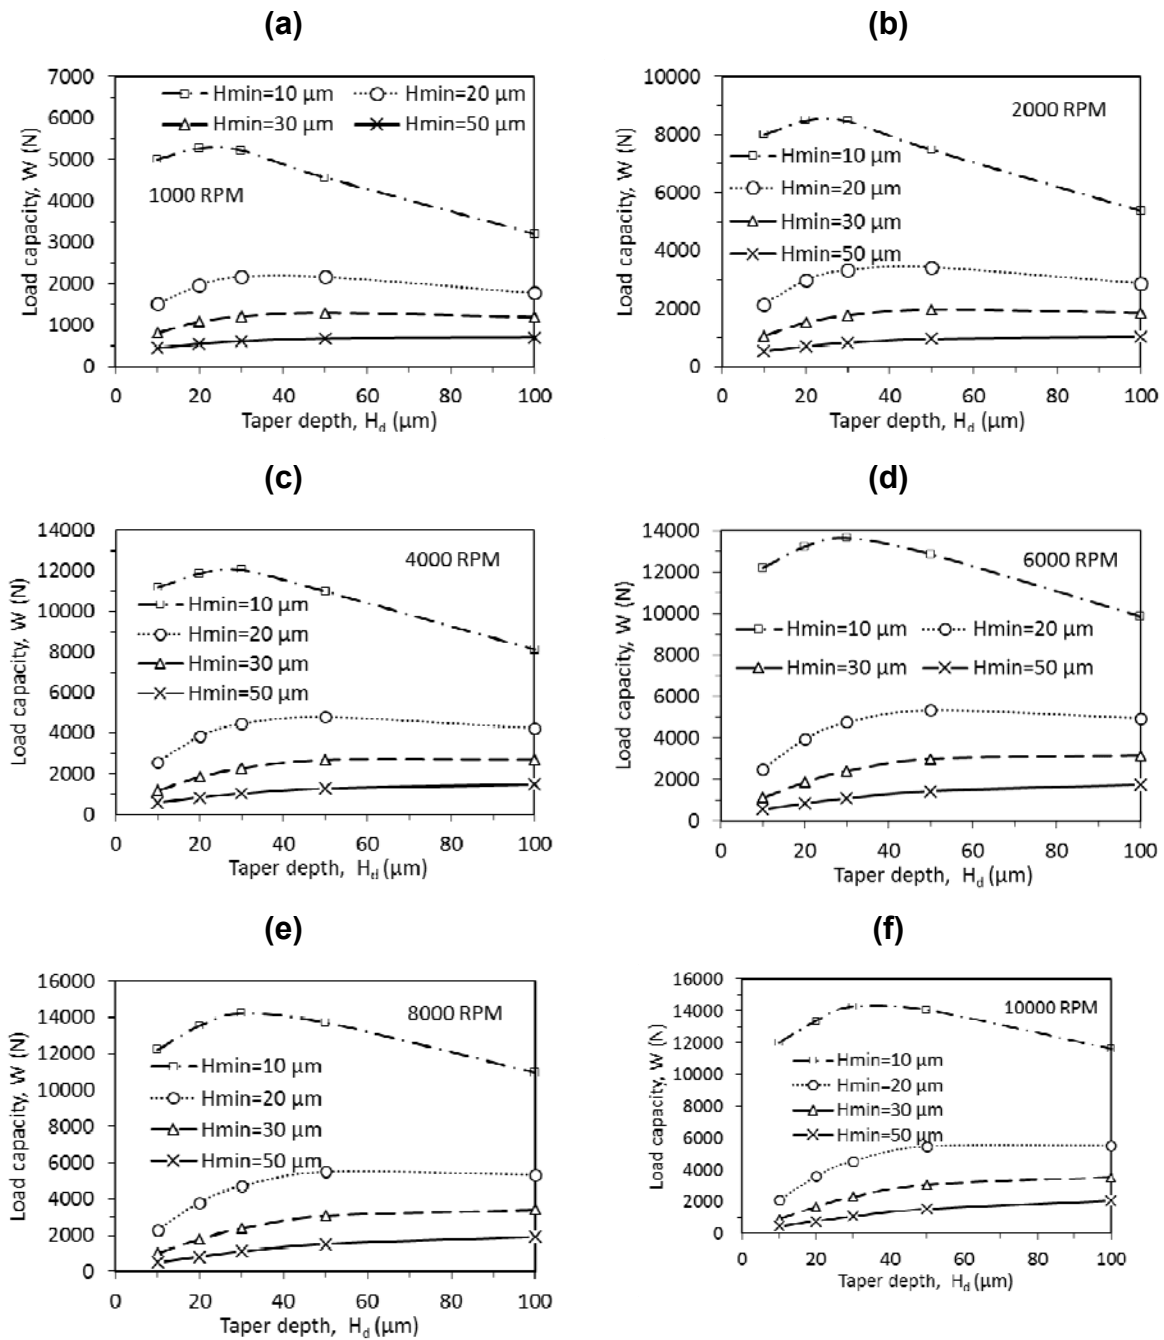 (a)
7000
6000
5000
4000
3000
2000
1000
0
Load capacity, W (N)
Hmin=10 μm
Hmin=20 μm
Hmin=30 μm
Hmin=50 μm
1000 RPM
0 20 40 60 80 100
Taper depth, Hd (μm)
(b)
10000
8000
6000
4000
2000
0
Load capacity, W (N)
2000 RPM
Hmin=10 μm
Hmin=20 μm
Hmin=30 μm
Hmin=50 μm
0 20 40 60 80 100
Taper depth, Hd (μm)
(c)
14000
12000
10000
8000
6000
4000
2000
0
Load capacity, W (N)
4000 RPM
Hmin=10 μm
Hmin=20 μm
Hmin=30 μm
Hmin=50 μm
0 20 40 60 80 100
Taper depth, Hd (μm)
(d)
14000
12000
10000
8000
6000
4000
2000
0
Load capacity, W (N)
6000 RPM
Hmin=10 μm
Hmin=20 μm
Hmin=30 μm
Hmin=50 μm
0 20 40 60 80 100
Taper depth, Hd (μm)
(e)
16000
14000
12000
10000
8000
6000
4000
2000
0
Load capacity, W (N)
8000 RPM
Hmin=10 μm
Hmin=20 μm
Hmin=30 μm
Hmin=50 μm
0 20 40 60 80 100
Taper depth, Hd (μm)
(f)
16000
14000
12000
10000
8000
6000
4000
2000
0
Load capacity, W (N)
10000 RPM
Hmin=10 μm
Hmin=20 μm
Hmin=30 μm
Hmin=50 μm
0 20 40 60 80 100
Taper depth, Hd (μm)